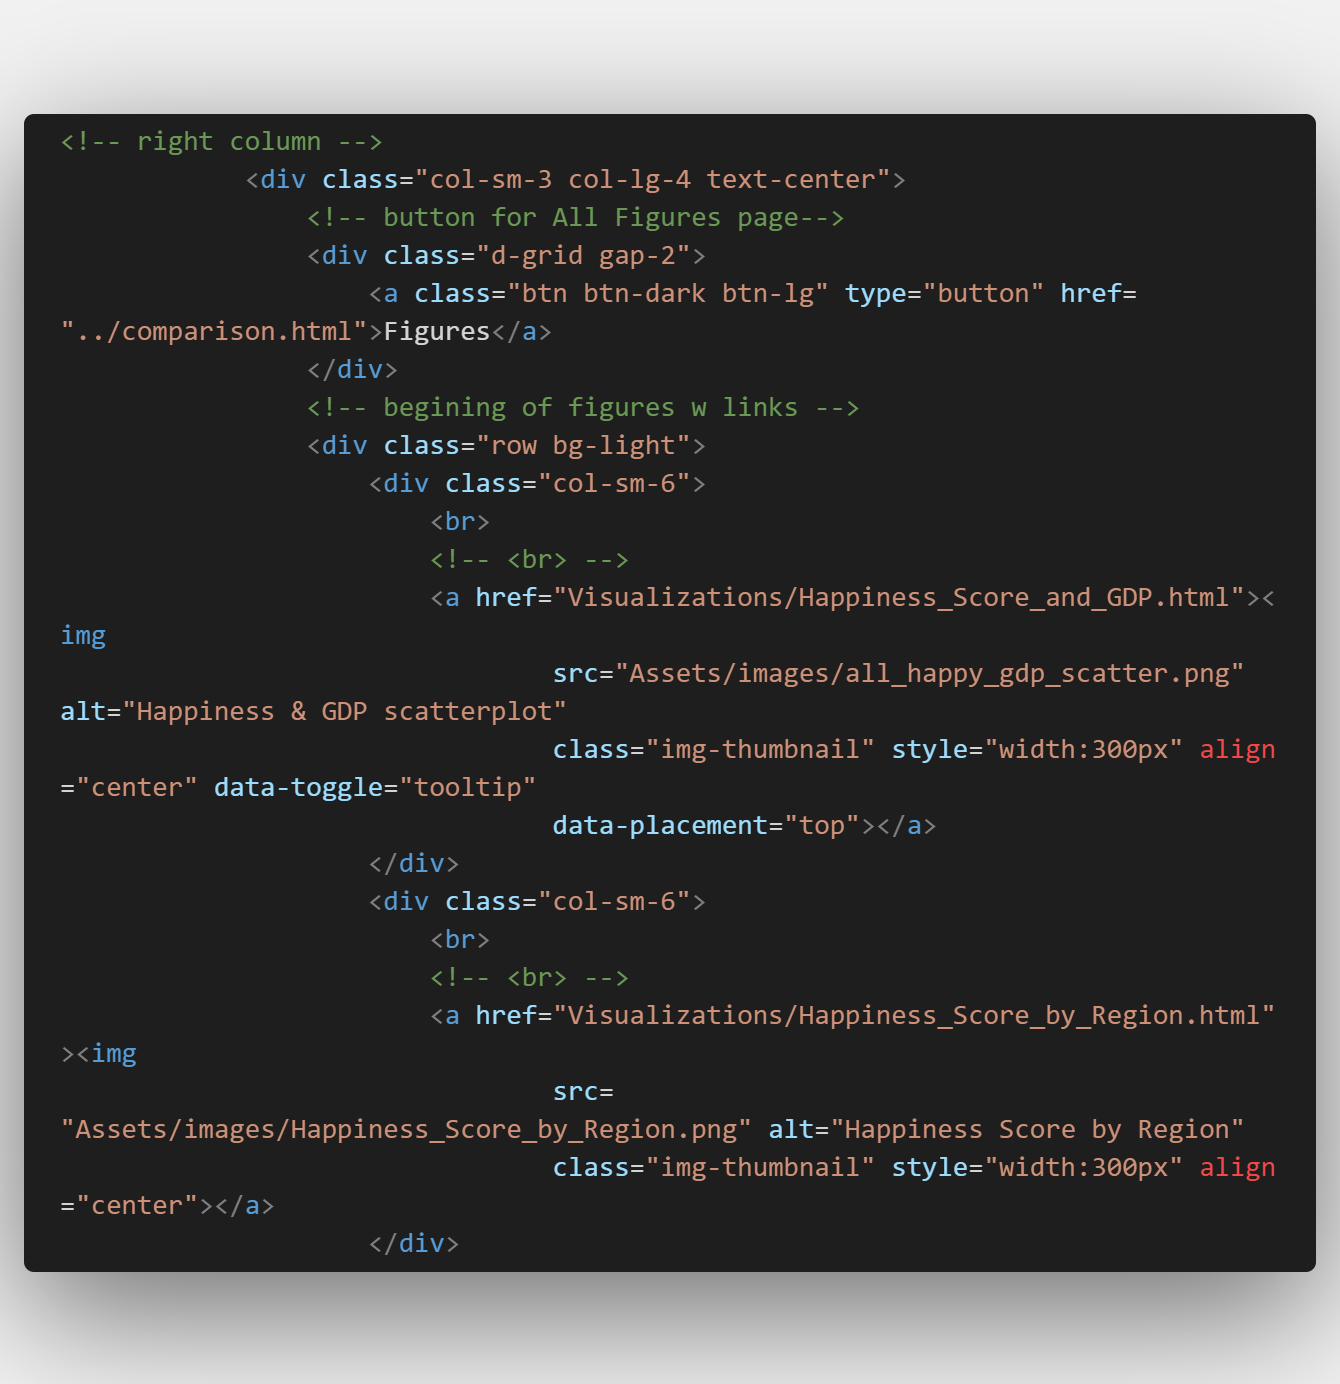 <!-- right column -->
            <div class="col-sm-3 col-lg-4 text-center">
                <!-- button for All Figures page-->
                <div class="d-grid gap-2">
                    <a class="btn btn-dark btn-lg" type="button" href=
"../comparison.html">Figures</a>
                </div>
                <!-- begining of figures w links -->
                <div class="row bg-light">
                    <div class="col-sm-6">
                        <br>
                        <!-- <br> -->
                        <a href="Visualizations/Happiness_Score_and_GDP.html"><
img
                                src="Assets/images/all_happy_gdp_scatter.png"
alt="Happiness & GDP scatterplot"
                                class="img-thumbnail" style="width:300px" align
="center" data-toggle="tooltip"
                                data-placement="top"></a>
                    </div>
                    <div class="col-sm-6">
                        <br>
                        <!-- <br> -->
                        <a href="Visualizations/Happiness_Score_by_Region.html"
><img
                                src=
"Assets/images/Happiness_Score_by_Region.png" alt="Happiness Score by Region"
                                class="img-thumbnail" style="width:300px" align
="center"></a>
                    </div>